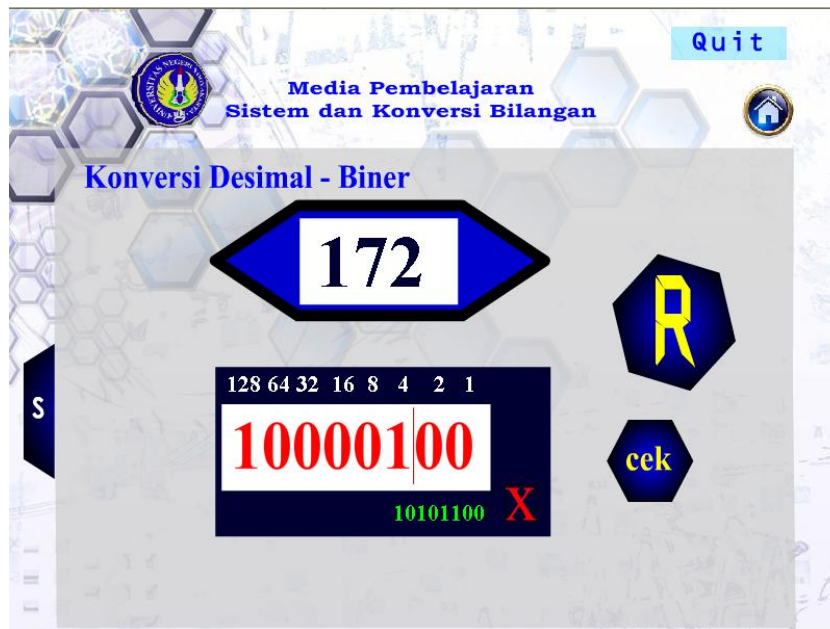 Quit
Media Pembelajaran
Sistem dan Konversi Bilangan
Konversi Desimal - Biner
172
R
S
128 64 32 16 8 4 2 1
10000100
cek
10101100 X